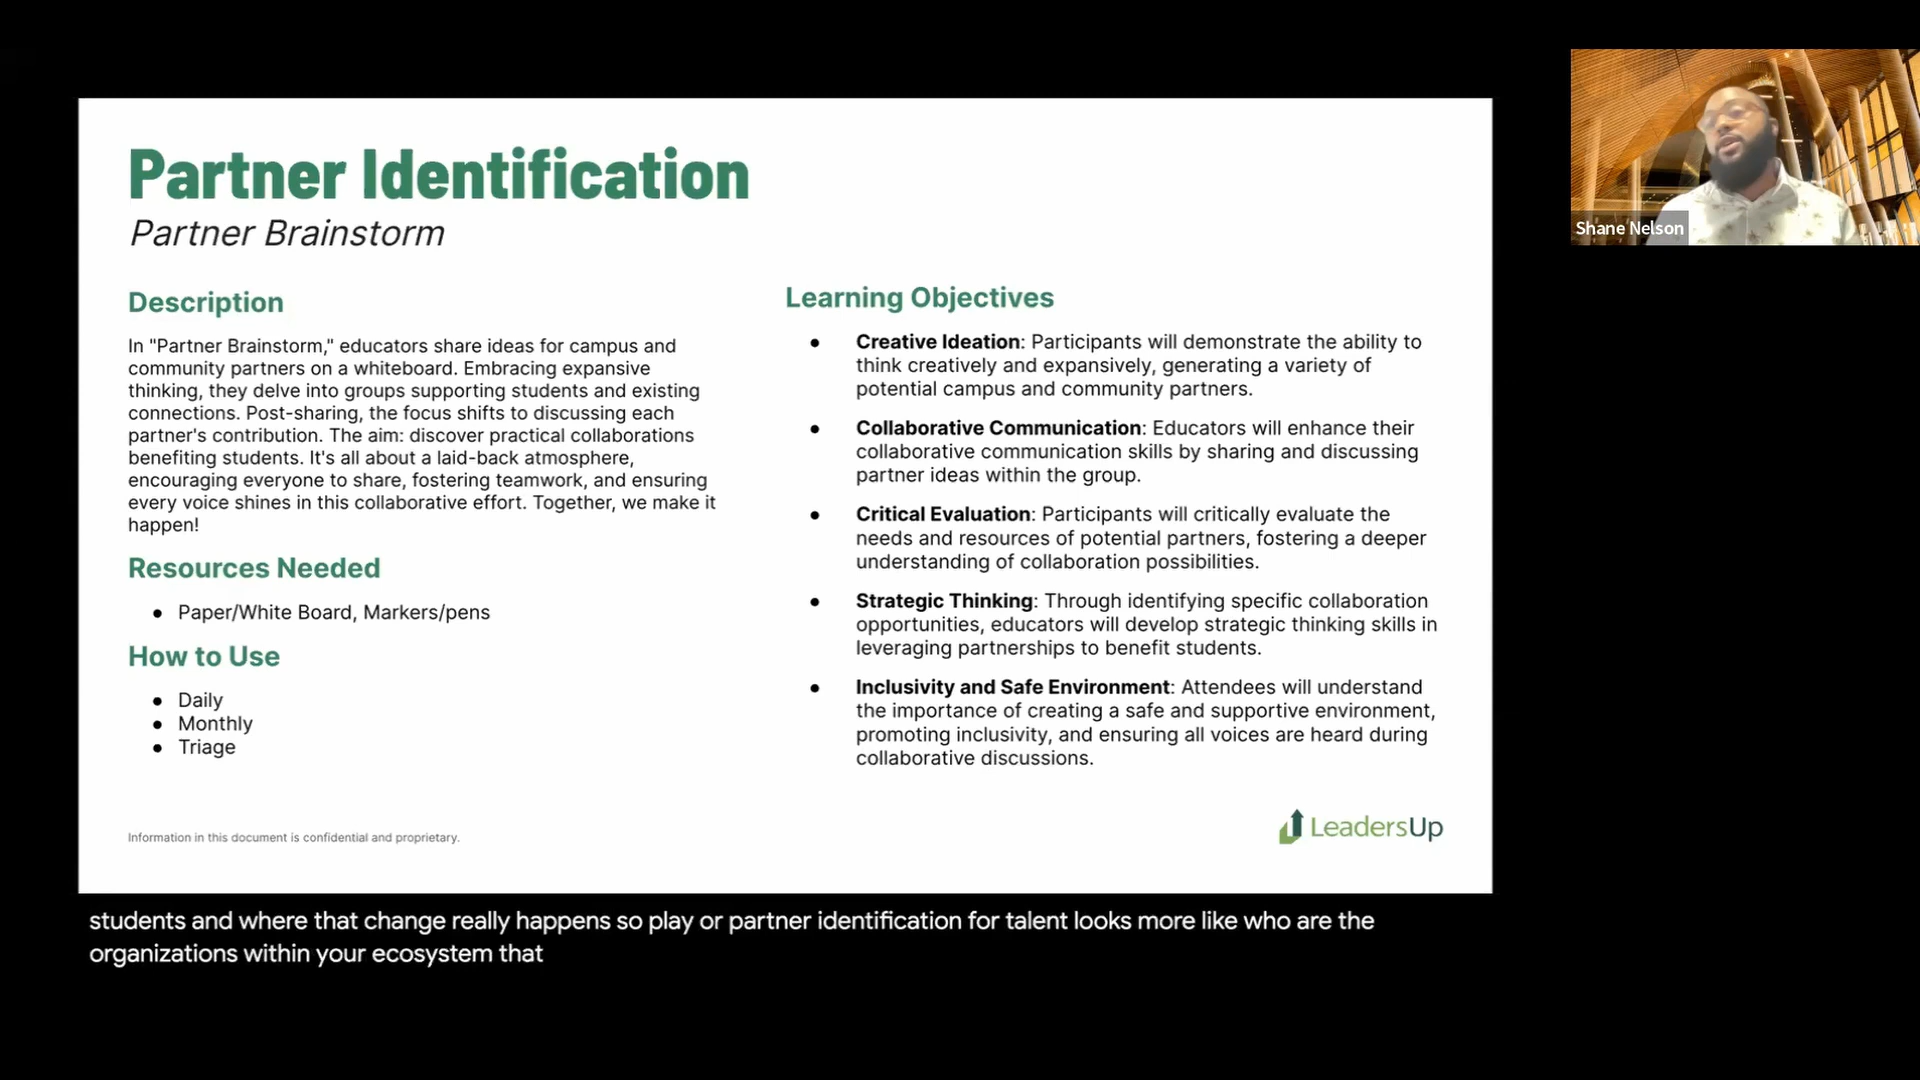 Partner Identification
Partner Brainstorm
Description
In "Partner Brainstorm," educators share ideas for campus and
community partners on a whiteboard. Embracing expansive
thinking, they delve into groups supporting students and existing
connections. Post-sharing, the focus shifts to discussing each
partner's contribution. The aim: discover practical collaborations
benefiting students. It's all about a laid-back atmosphere,
encouraging everyone to share, fostering teamwork, and ensuring
every voice shines in this collaborative effort. Together, we make it
happen!
Resources Needed
● Paper/White Board, Markers/pens
How to Use
● Daily
● Monthly
● Triage
Learning Objectives
● Creative Ideation: Participants will demonstrate the ability to
think creatively and expansively, generating a variety of
potential campus and community partners.
● Collaborative Communication: Educators will enhance their
collaborative communication skills by sharing and discussing
partner ideas within the group.
● Critical Evaluation: Participants will critically evaluate the
needs and resources of potential partners, fostering a deeper
understanding of collaboration possibilities.
● Strategic Thinking: Through identifying specific collaboration
opportunities, educators will develop strategic thinking skills in
leveraging partnerships to benefit students.
● Inclusivity and Safe Environment: Attendees will understand
the importance of creating a safe and supportive environment,
promoting inclusivity, and ensuring all voices are heard during
collaborative discussions.
Information in this document is confidential and proprietary.
LeadersUp
Shane Nelson
students and where that change really happens so play or partner identification for talent looks more like who are the
organizations within your ecosystem that